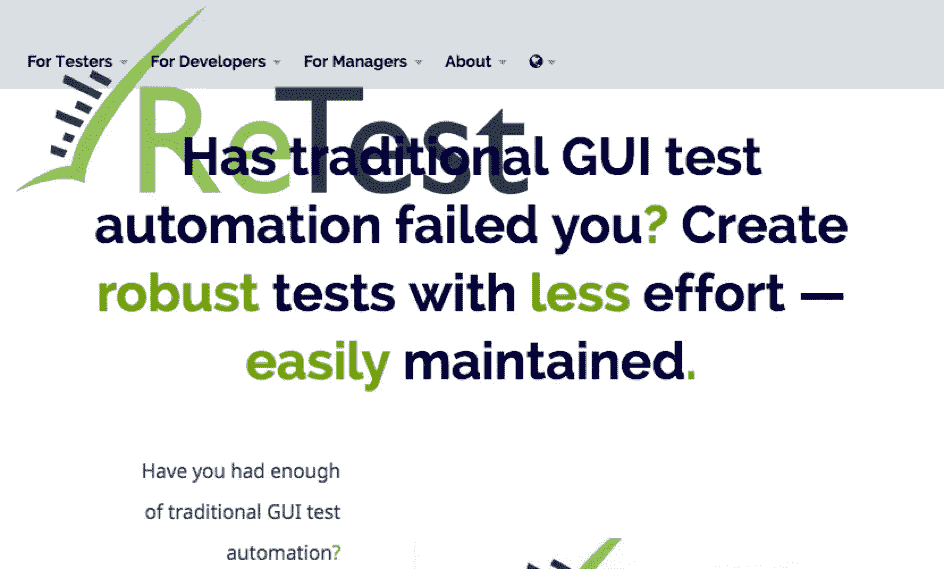 For Testers For Developers For Managers About
ReTest
Has traditional GUI test
automation failed you? Create
robust tests with less effort —
easily maintained.
Have you had enough
of traditional GUI test
automation?